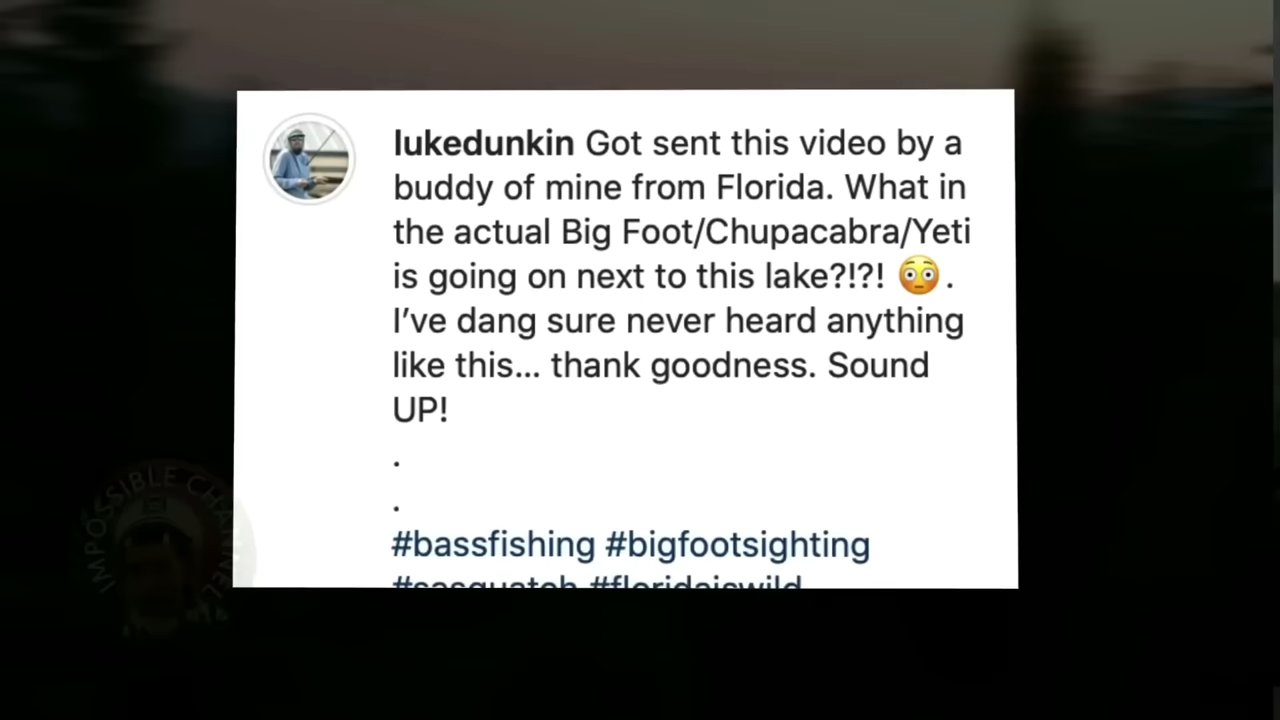 lukedunkin Got sent this video by a
buddy of mine from Florida. What in
the actual Big Foot/Chupacabra/Yeti
is going on next to this lake?!?! 😳.
I’ve dang sure never heard anything
like this... thank goodness. Sound
UP!
.
.
#bassfishing #bigfootsighting
#sasquatch #floridaiswild
IMPOSSIBLE CHANNEL